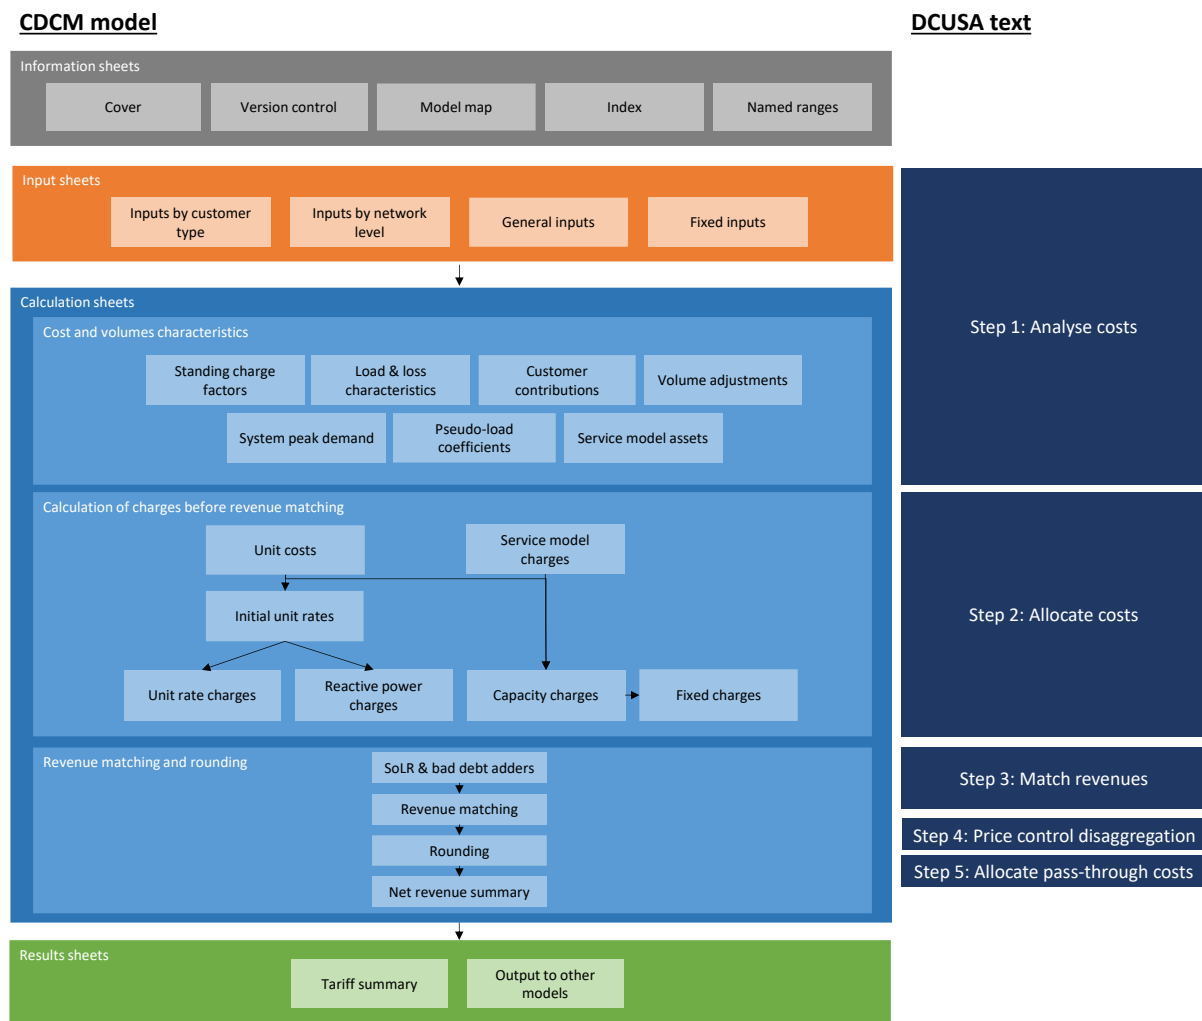 CDCM model
DCUSA text
Information sheets
Cover
Version control
Model map
Index
Named ranges
Input sheets
Inputs by customer
type
Inputs by network
level
General inputs
Fixed inputs
Step 1: Analyse costs
Calculation sheets
Cost and volumes characteristics
Standing charge
factors
Load & loss
characteristics
Customer
contributions
Volume adjustments
System peak demand
Pseudo-load
coefficients
Service model assets
Calculation of charges before revenue matching
Unit costs
Service model
charges
Initial unit rates
Step 2: Allocate costs
Unit rate charges
Reactive power
charges
Capacity charges
Fixed charges
Revenue matching and rounding
SoLR & bad debt adders
Revenue matching
Rounding
Net revenue summary
Step 3: Match revenues
Step 4: Price control disaggregation
Step 5: Allocate pass-through costs
Results sheets
Tariff summary
Output to other
models